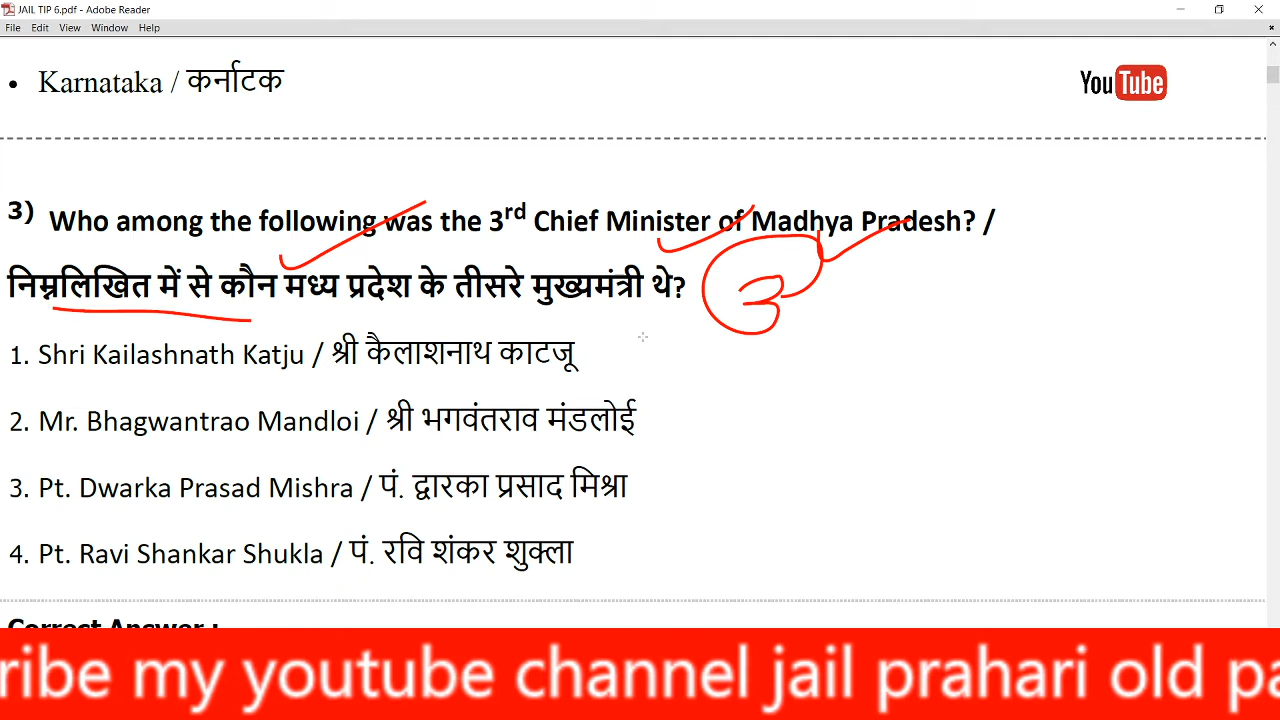 JAIL TIP 6.pdf - Adobe Reader
File Edit View Window Help
• Karnataka / कर्नाटक
YouTube
3) Who among the following was the 3rd Chief Minister of Madhya Pradesh? /
निम्नलिखित में से कौन मध्य प्रदेश के तीसरे मुख्यमंत्री थे?
3
1. Shri Kailashnath Katju / श्री कैलाशनाथ काटजू
2. Mr. Bhagwantrao Mandloi / श्री भगवंतराव मंडलोई
3. Pt. Dwarka Prasad Mishra / पं. द्वारका प्रसाद मिश्रा
4. Pt. Ravi Shankar Shukla / पं. रवि शंकर शुक्ला
Correct Answer :
ribe my youtube channel jail prahari old pa